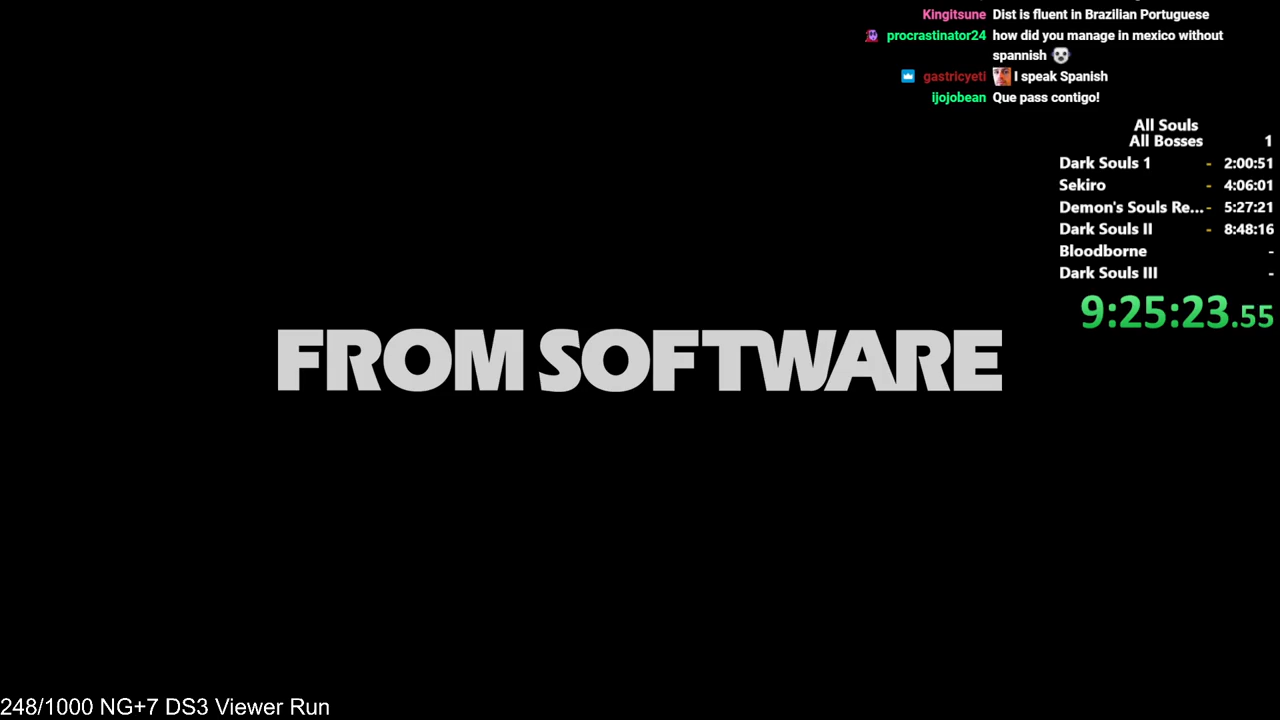 Kingitsune Dist is fluent in Brazilian Portuguese
procrastinator24 how did you manage in mexico without
spannish
gastricyeti I speak Spanish
ijojobean Que pass contigo!
All Souls
All Bosses 1
Dark Souls 1 - 2:00:51
Sekiro - 4:06:01
Demon's Souls Re... - 5:27:21
Dark Souls II - 8:48:16
Bloodborne -
Dark Souls III -
9:25:23.55
FROM SOFTWARE
248/1000 NG+7 DS3 Viewer Run